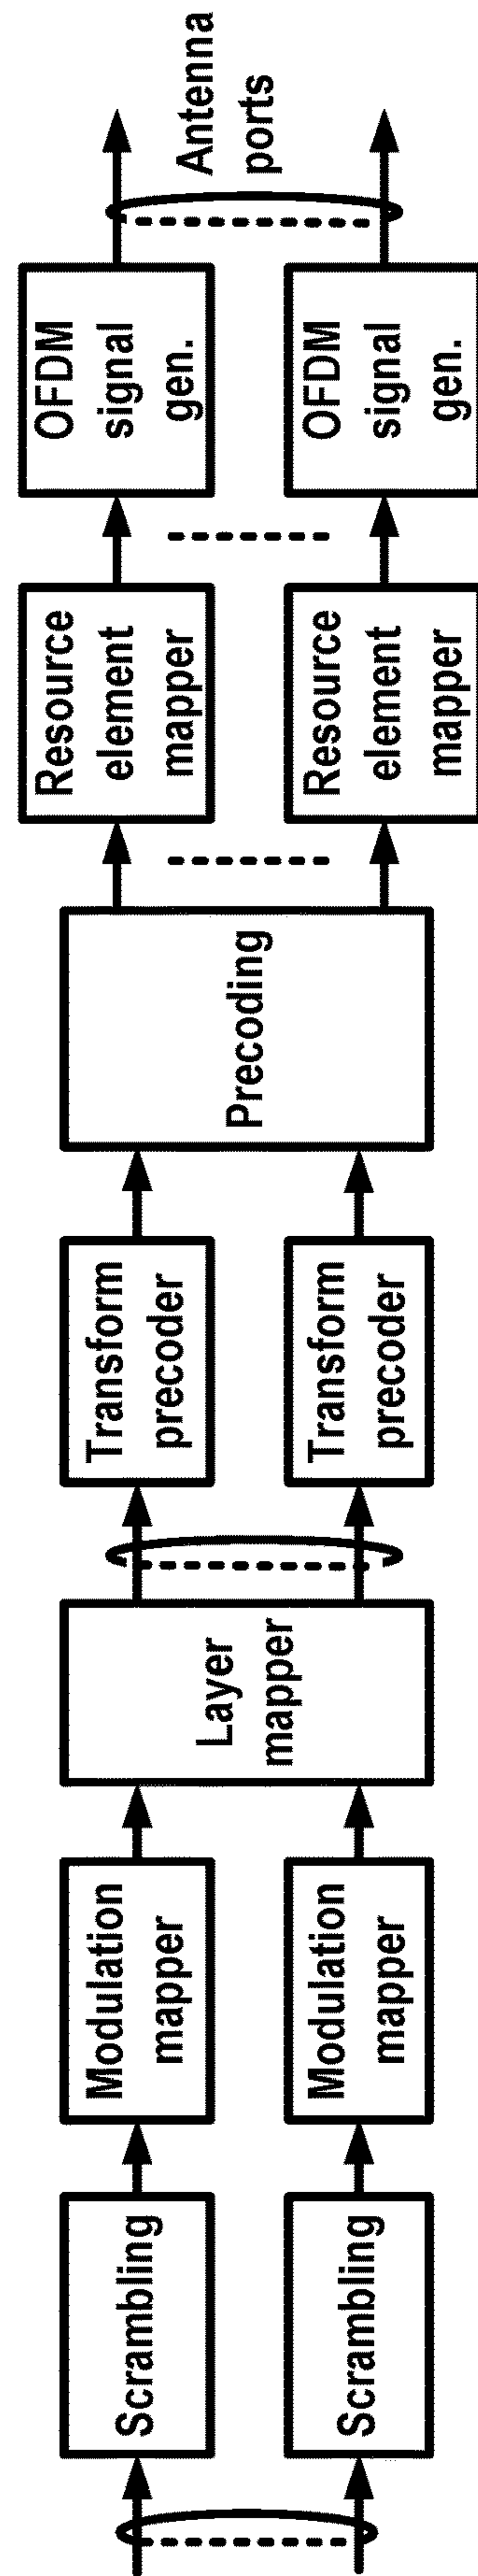 Scrambling
Scrambling
Modulation
mapper
Modulation
mapper
Layer
mapper
Transform
precoder
Transform
precoder
Precoding
Resource
element
mapper
Resource
element
mapper
OFDM
signal
gen.
OFDM
signal
gen.
Antenna
ports